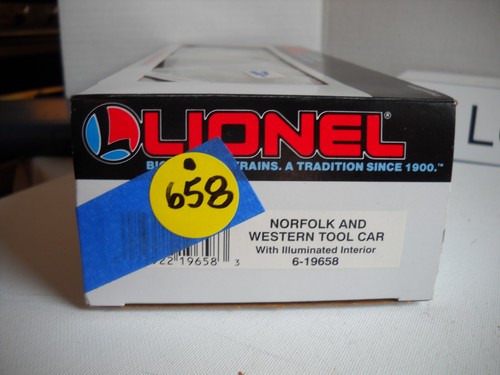 LIONEL
TRAINS. A TRADITION SINCE 1900.™
658
NORFOLK AND
WESTERN TOOL CAR
With Illuminated Interior
6-19658
22 19658 3
L